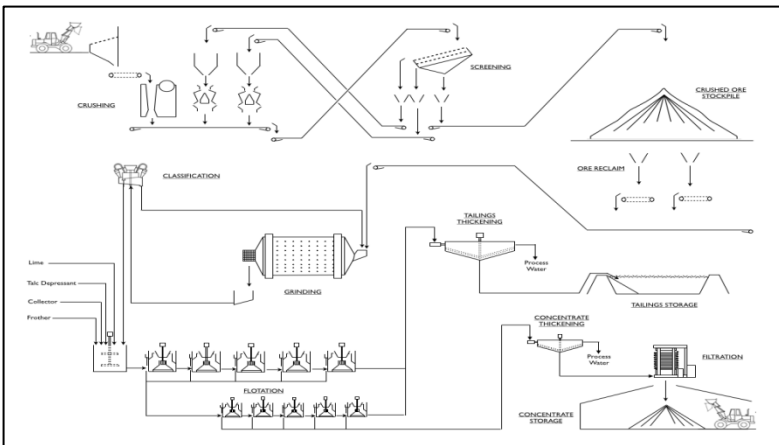 SCREENING
CRUSHING
CRUSHED ORE
STOCKPILE
ORE RECLAIM
CLASSIFICATION
TAILINGS
THICKENING
Process
Water
GRINDING
TAILINGS STORAGE
Lime
Talc Depressant
Collector
Frother
CONCENTRATE
THICKENING
Process
Water
FILTRATION
FLOTATION
CONCENTRATE
STORAGE